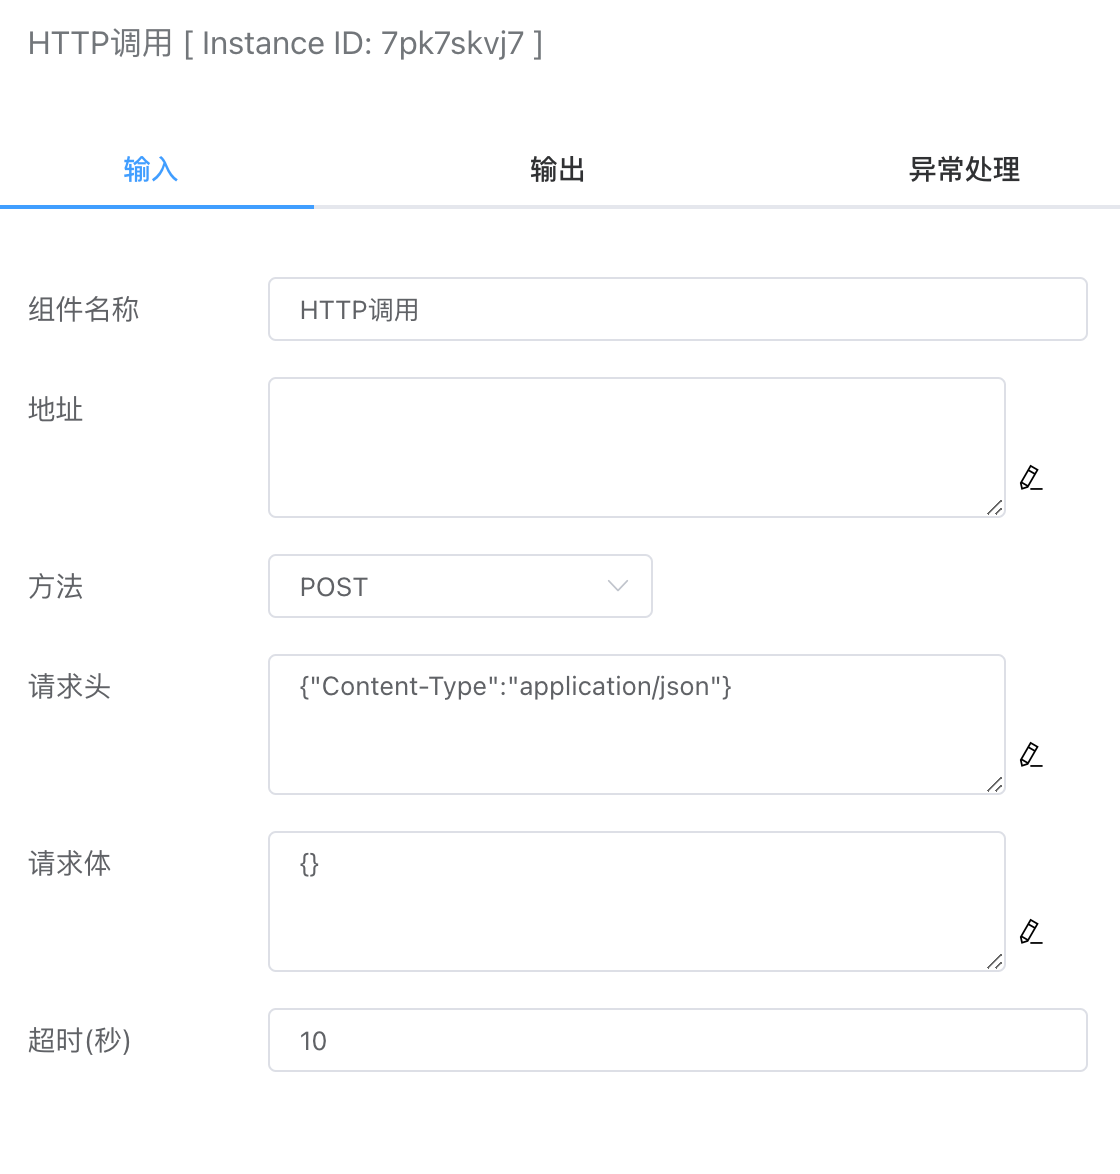 HTTP调用 [ Instance ID: 7pk7skvj7 ]
输入 输出 异常处理
组件名称 HTTP调用
地址
方法 POST
请求头 {"Content-Type":"application/json"}
请求体 {}
超时(秒) 10